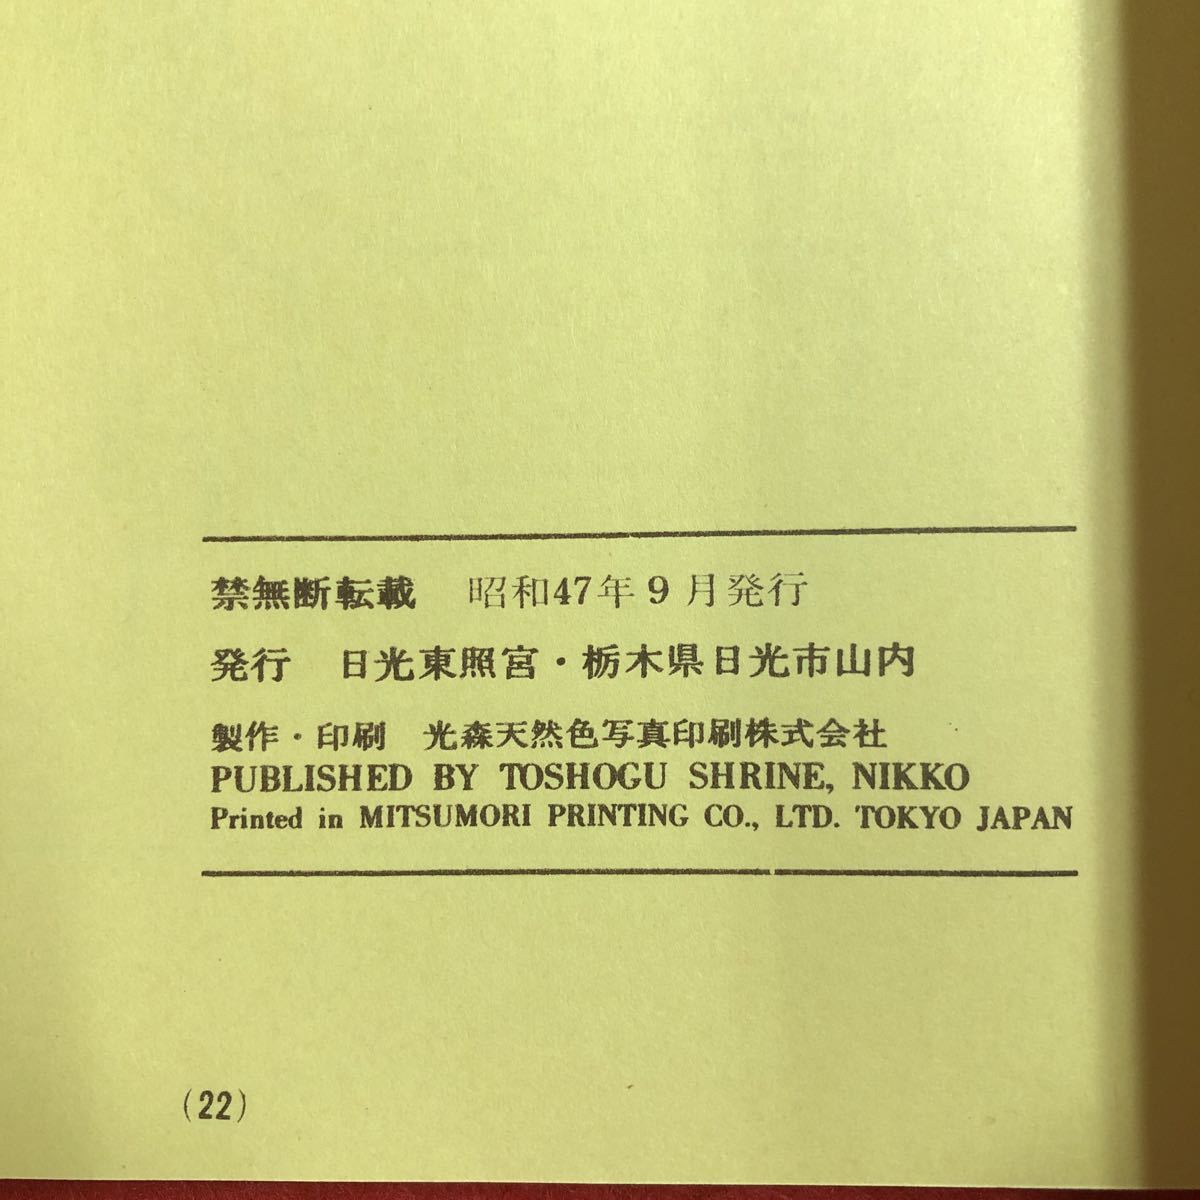 禁無断転載　昭和47年9月発行
発行　日光東照宮・栃木県日光市山内
製作・印刷　光森天然色写真印刷株式会社
PUBLISHED BY TOSHOGU SHRINE, NIKKO
Printed in MITSUMORI PRINTING CO., LTD. TOKYO JAPAN
(22)